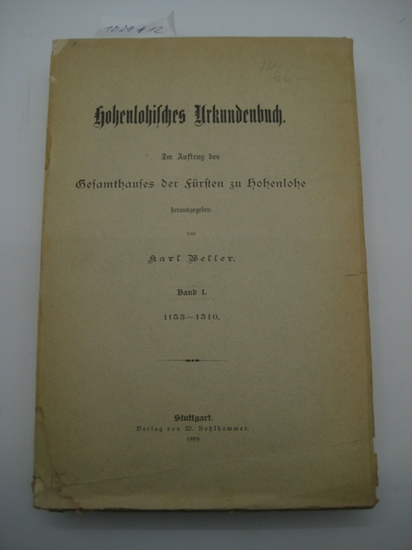 Hohenlohisches Urkundenbuch.
Im Auftrag des
Gesamthauses der Fürsten zu Hohenlohe
herausgegeben
von
Karl Weller.
Band I.
1153—1310.
Stuttgart.
Verlag von W. Kohlhammer.
1899.